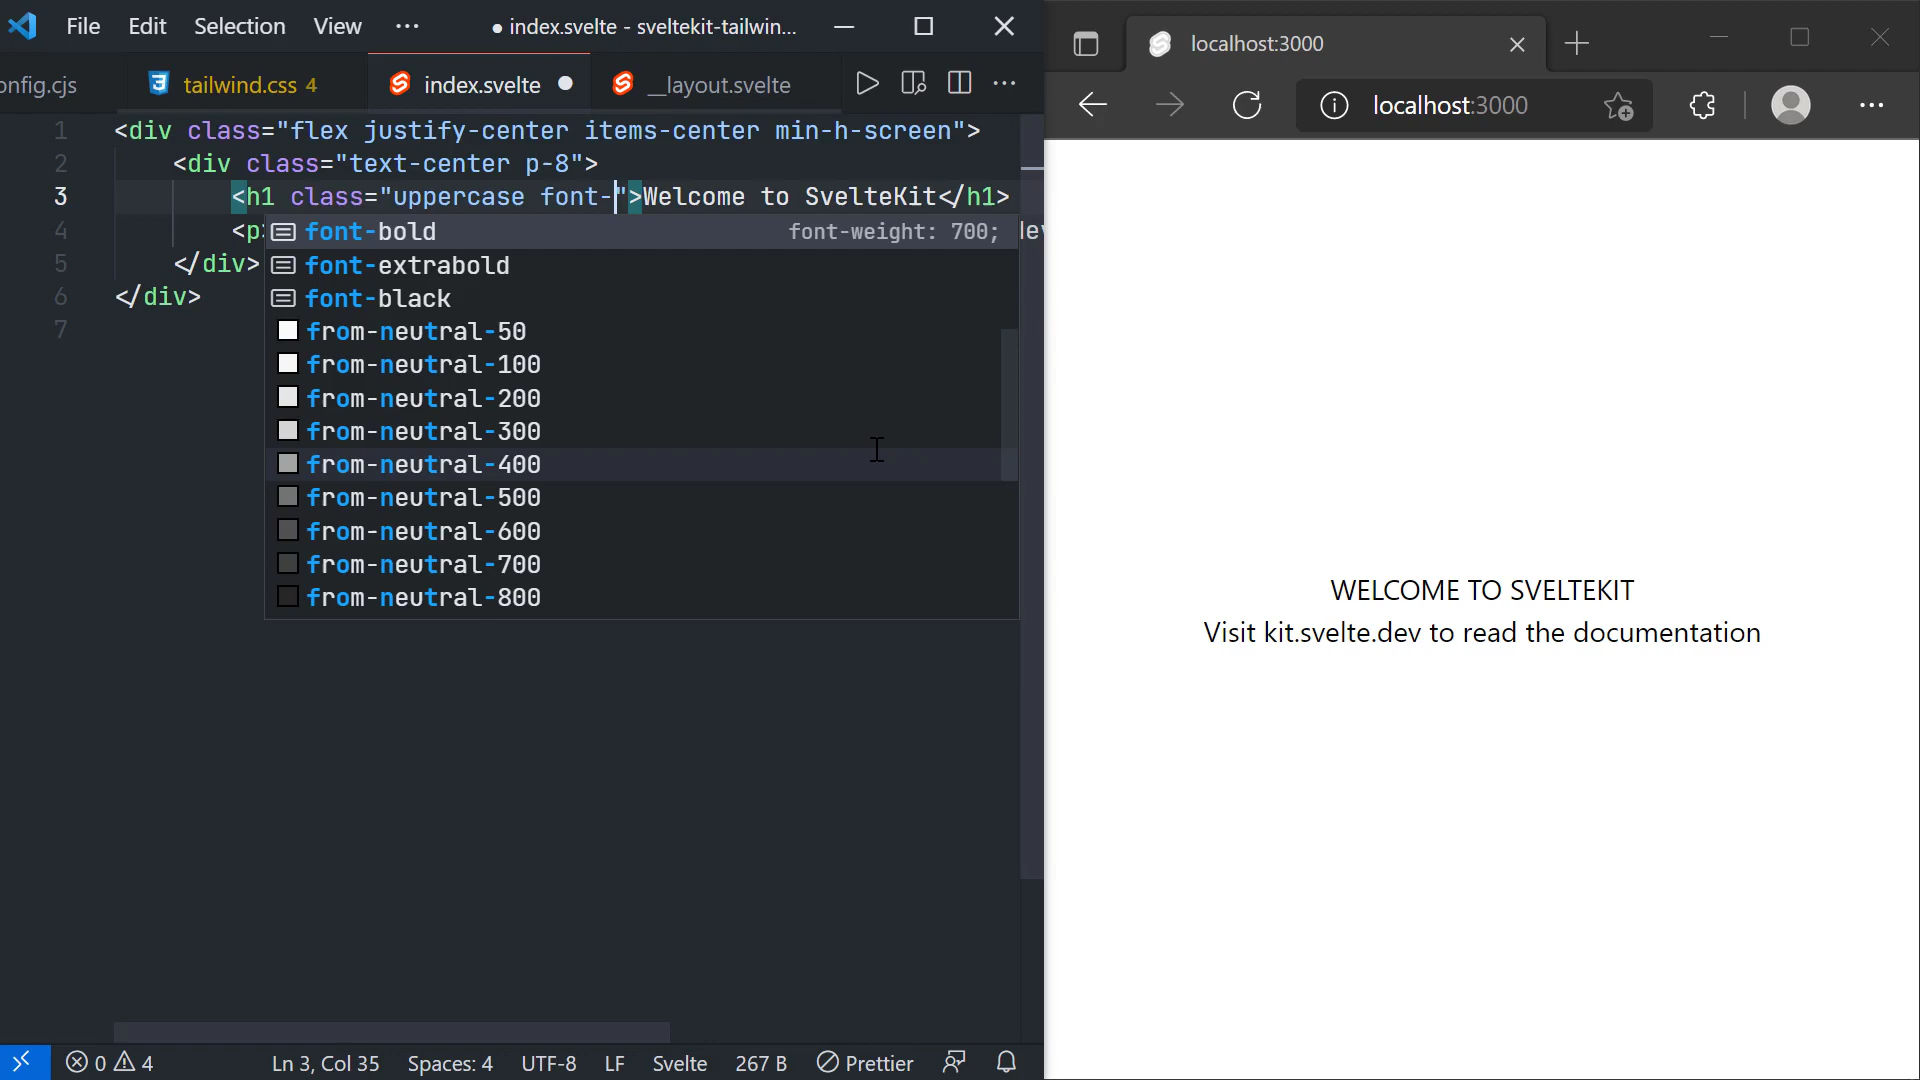 File Edit Selection View ··· ● index.svelte - sveltekit-tailwin...
onfig.cjs tailwind.css 4 index.svelte __layout.svelte
1 <div class="flex justify-center items-center min-h-screen">
2 <div class="text-center p-8">
3 <h1 class="uppercase font-">Welcome to SvelteKit</h1>
4 <p
5 </div>
6 </div>
7
font-bold font-weight: 700;
font-extrabold
font-black
from-neutral-50
from-neutral-100
from-neutral-200
from-neutral-300
from-neutral-400
from-neutral-500
from-neutral-600
from-neutral-700
from-neutral-800
0 4 Ln 3, Col 35 Spaces: 4 UTF-8 LF Svelte 267 B Prettier
localhost:3000
localhost:3000
WELCOME TO SVELTEKIT
Visit kit.svelte.dev to read the documentation